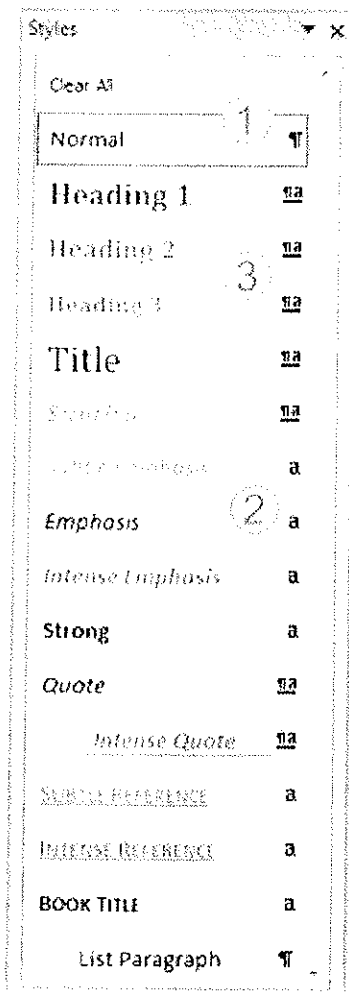 Styles
Clear All
Normal ¶ 1
Heading 1 ¶a
Heading 2 ¶a
3
Heading 3 ¶a
Title ¶a
¶a
Emphasis a
Emphasis a 2
Intense Emphasis a
Strong a
Quote ¶a
Intense Quote ¶a
SUBTLE REFERENCE a
INTENSE REFERENCE a
BOOK TITLE a
List Paragraph ¶